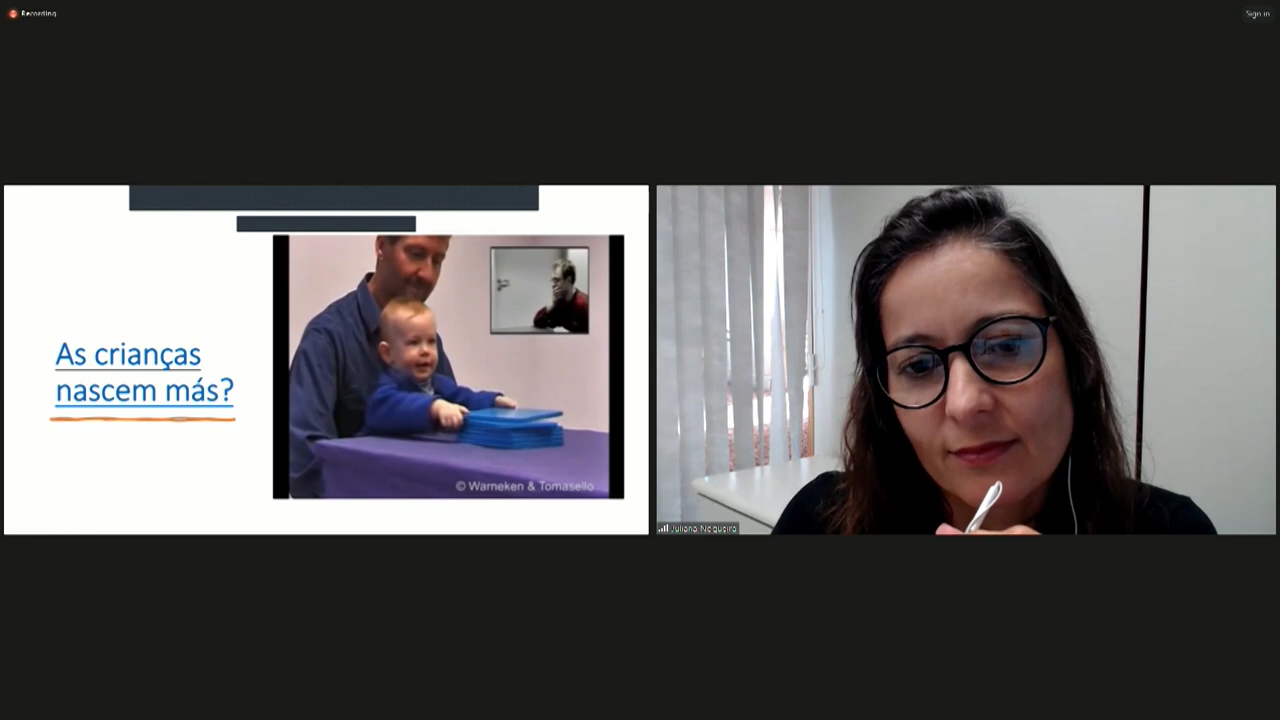 Recording
Sign in
As crianças
nascem más?
© Warneken & Tomasello
Juliana Nogueira